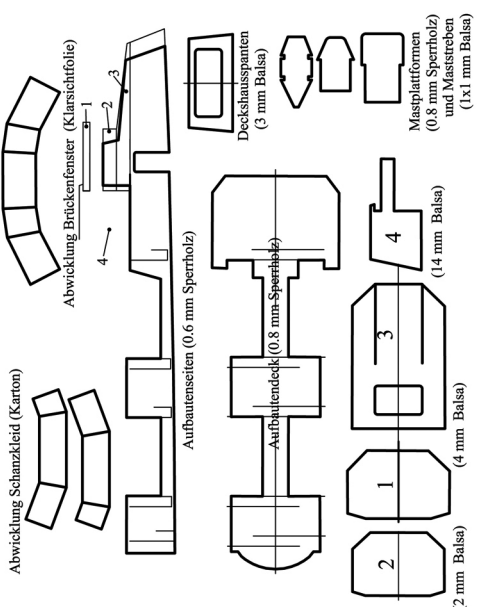 Abwicklung Schanzkleid (Karton)
Abwicklung Brückenfenster (Klarsichtfolie)
1
2
3
4
Aufbautenseiten (0.6 mm Sperrholz)
Deckshausspanten
(3 mm Balsa)
Aufbautendeck (0.8 mm Sperrholz)
Mastplattformen
(0.8 mm Sperrholz)
und Maststreben
(1x1 mm Balsa)
2
1
3
4
(2 mm Balsa)
(4 mm Balsa)
(14 mm Balsa)